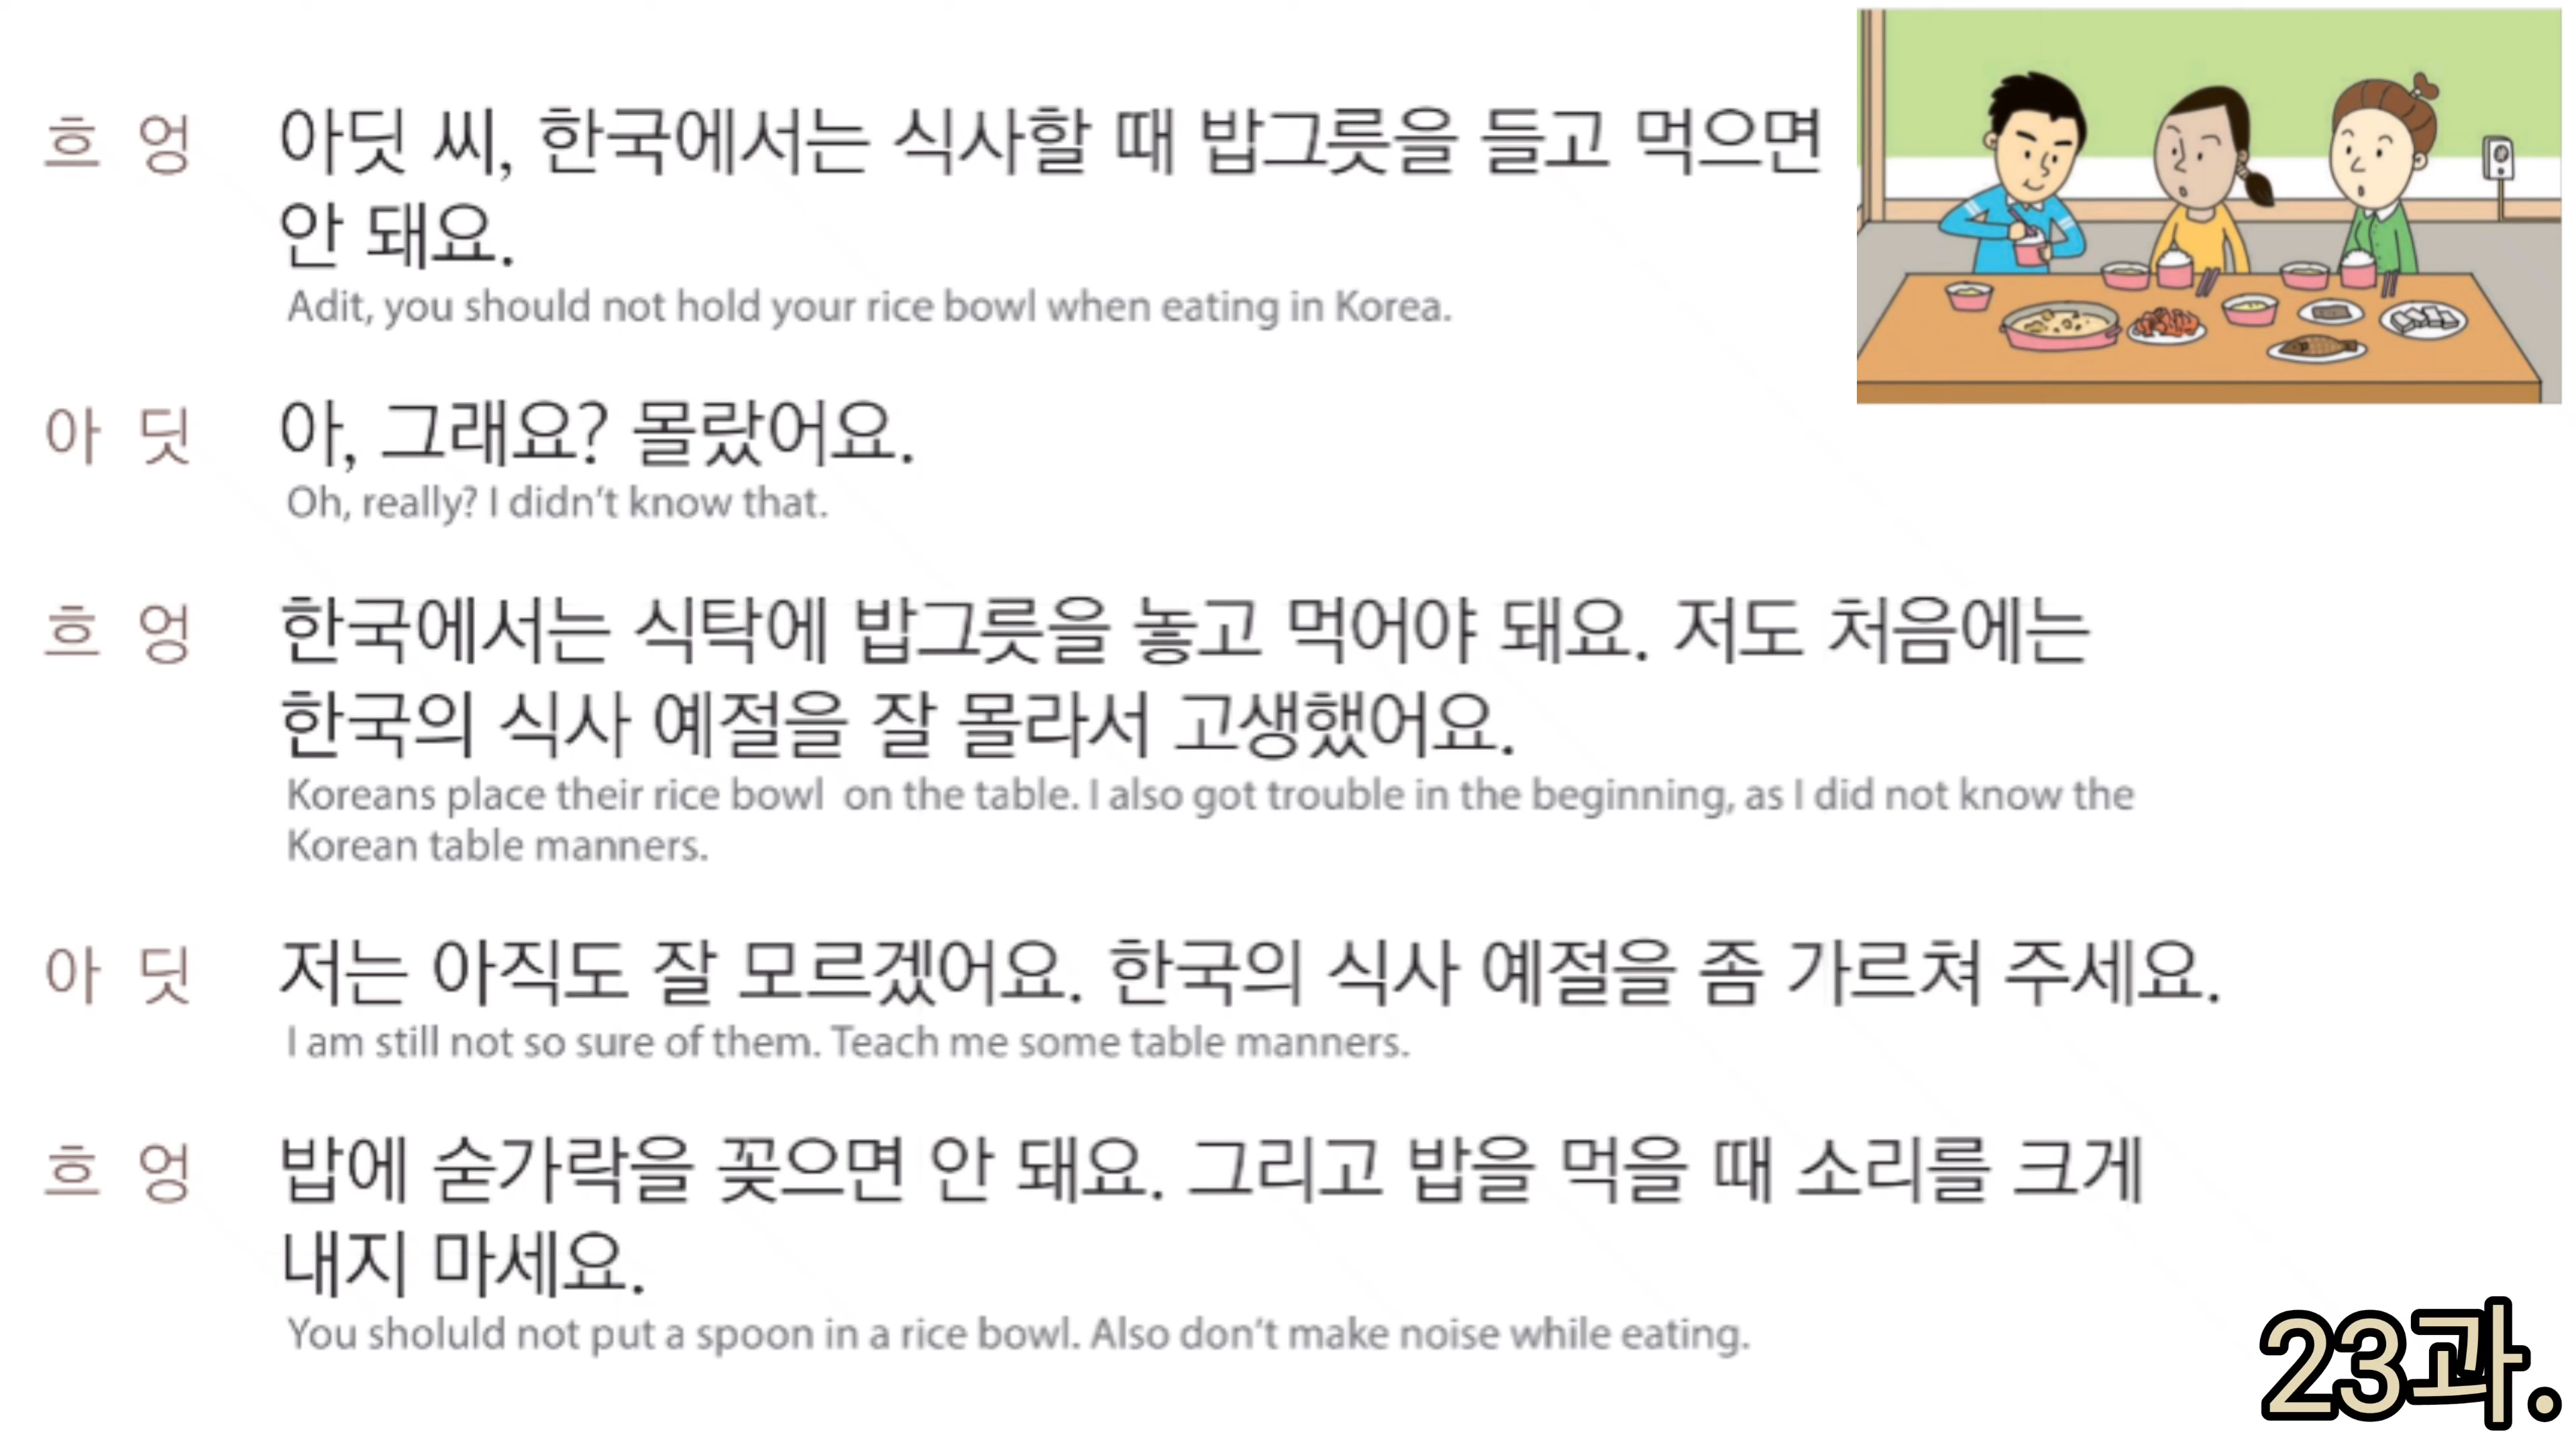 흐 엉 아딧 씨, 한국에서는 식사할 때 밥그릇을 들고 먹으면
안 돼요.
Adit, you should not hold your rice bowl when eating in Korea.
아 딧 아, 그래요? 몰랐어요.
Oh, really? I didn't know that.
흐 엉 한국에서는 식탁에 밥그릇을 놓고 먹어야 돼요. 저도 처음에는
한국의 식사 예절을 잘 몰라서 고생했어요.
Koreans place their rice bowl on the table. I also got trouble in the beginning, as I did not know the
Korean table manners.
아 딧 저는 아직도 잘 모르겠어요. 한국의 식사 예절을 좀 가르쳐 주세요.
I am still not so sure of them. Teach me some table manners.
흐 엉 밥에 숟가락을 꽂으면 안 돼요. 그리고 밥을 먹을 때 소리를 크게
내지 마세요.
You sholuld not put a spoon in a rice bowl. Also don't make noise while eating.
23과.